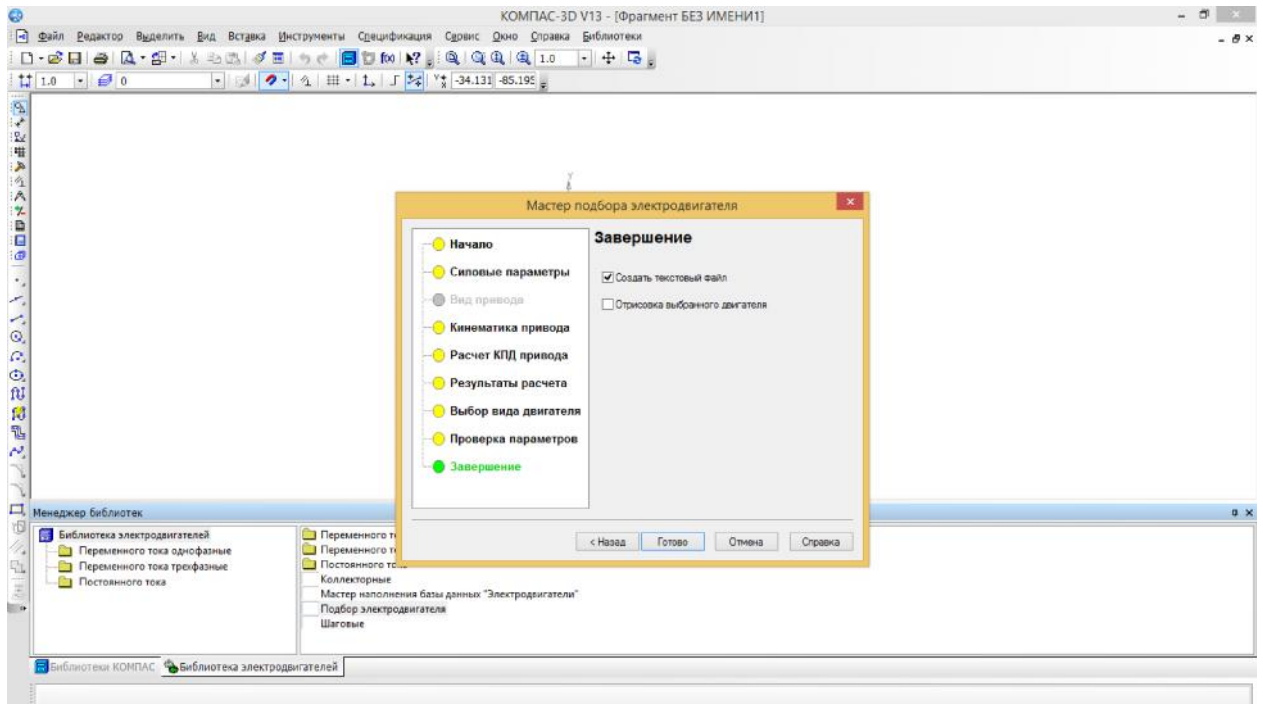 КОМПАС-3D V13 - [Фрагмент БЕЗ ИМЕНИ1]
Файл Редактор Выделить Вид Вставка Инструменты Спецификация Сервис Окно Справка Библиотеки
1.0
1.0 0 -34.131 -85.195
Y
Мастер подбора электродвигателя
Начало
Силовые параметры
Вид привода
Кинематика привода
Расчет КПД привода
Результаты расчета
Выбор вида двигателя
Проверка параметров
Завершение
Завершение
Создать текстовый файл
Отрисовка выбранного двигателя
< Назад Готово Отмена Справка
Менеджер библиотек
Библиотека электродвигателей
Переменного тока однофазные
Переменного тока трехфазные
Постоянного тока
Переменного т
Переменного т
Постоянного то
Коллекторные
Мастер наполнения базы данных "Электродвигатели"
Подбор электродвигателя
Шаговые
Библиотеки КОМПАС Библиотека электродвигателей